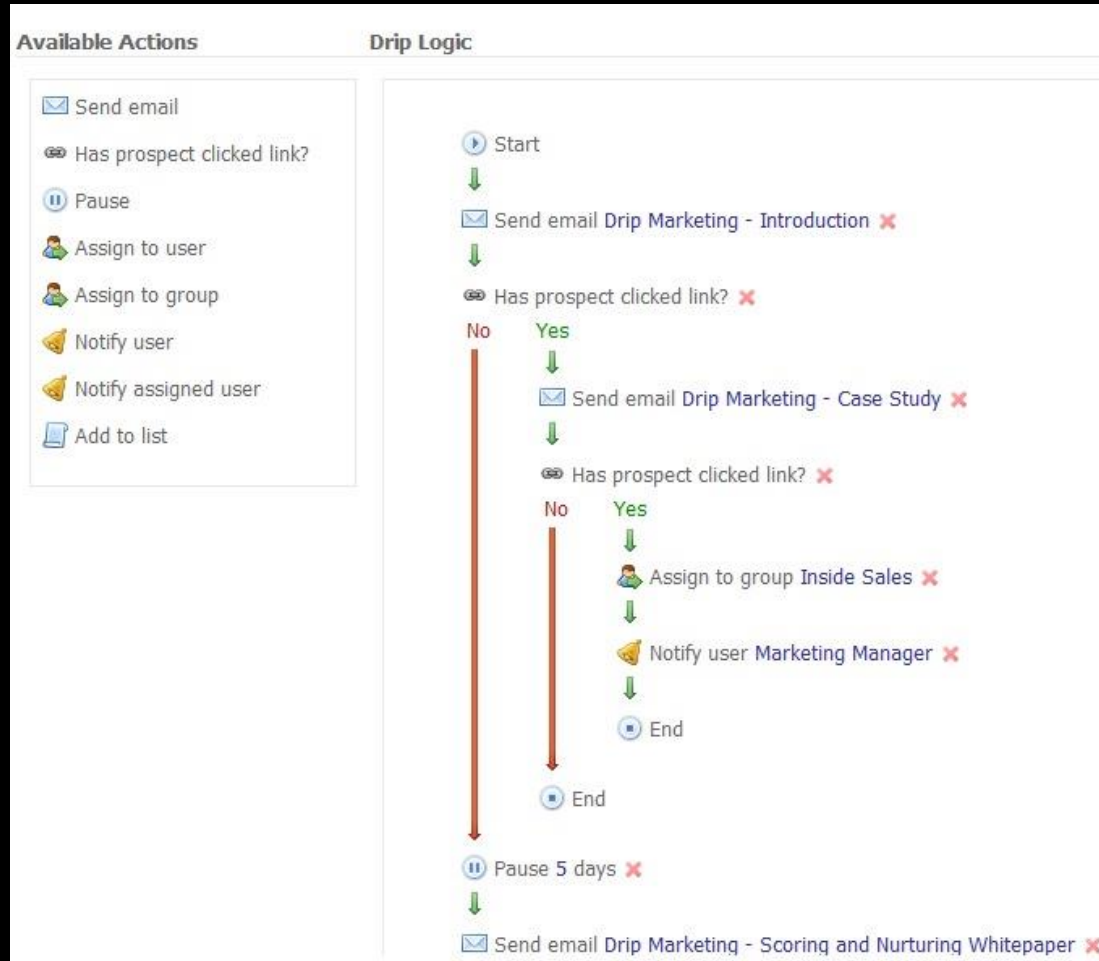 Available Actions
Drip Logic
Send email
Has prospect clicked link?
Pause
Assign to user
Assign to group
Notify user
Notify assigned user
Add to list
Start
Send email Drip Marketing - Introduction
Has prospect clicked link?
No Yes
Send email Drip Marketing - Case Study
Has prospect clicked link?
No Yes
Assign to group Inside Sales
Notify user Marketing Manager
End
End
Pause 5 days
Send email Drip Marketing - Scoring and Nurturing Whitepaper